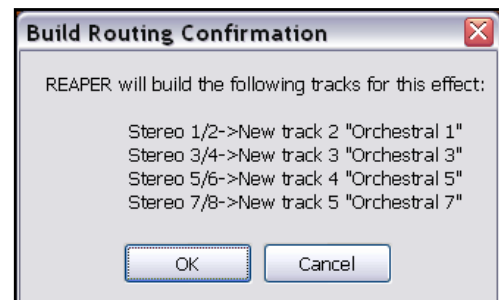 Build Routing Confirmation
REAPER will build the following tracks for this effect:
Stereo 1/2->New track 2 "Orchestral 1"
Stereo 3/4->New track 3 "Orchestral 3"
Stereo 5/6->New track 4 "Orchestral 5"
Stereo 7/8->New track 5 "Orchestral 7"
OK Cancel